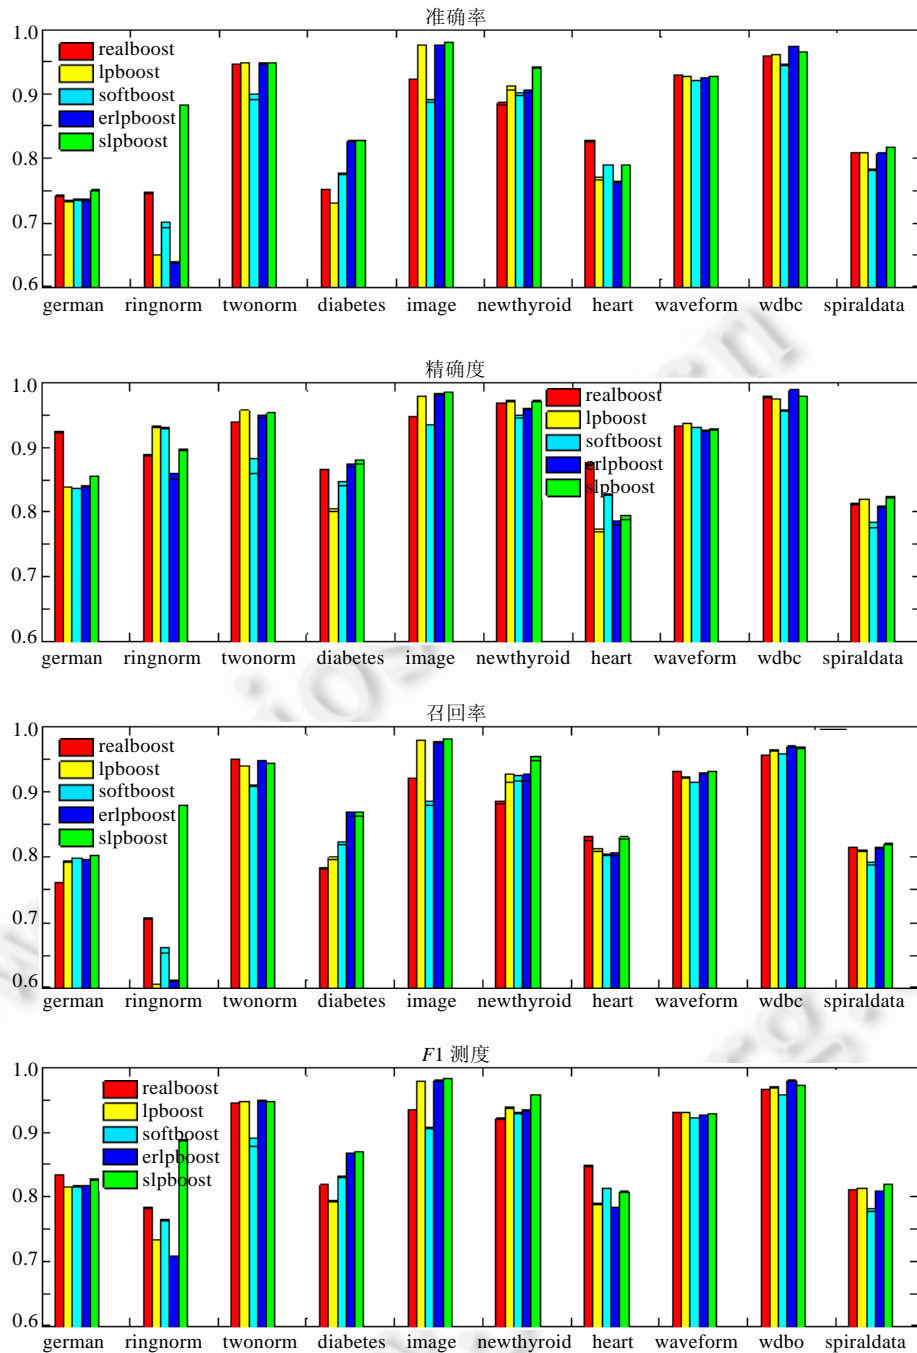 准确率
1.0
realboost
lpboost
0.9
softboost
erlpboost
slpboost
0.8
0.7
0.6
german ringnorm twonorm diabetes image newthyroid heart waveform wdbc spiraldata
精确度
1.0
realboost
lpboost
0.9
softboost
erlpboost
slpboost
0.8
0.7
0.6
german ringnorm twonorm diabetes image newthyroid heart waveform wdbc spiraldata
召回率
1.0
realboost
lpboost
0.9
softboost
erlpboost
slpboost
0.8
0.7
0.6
german ringnorm twonorm diabetes image newthyroid heart waveform wdbc spiraldata
F1 测度
1.0
realboost
lpboost
0.9
softboost
erlpboost
slpboost
0.8
0.7
0.6
german ringnorm twonorm diabetes image newthyroid heart waveform wdbo spiraldata